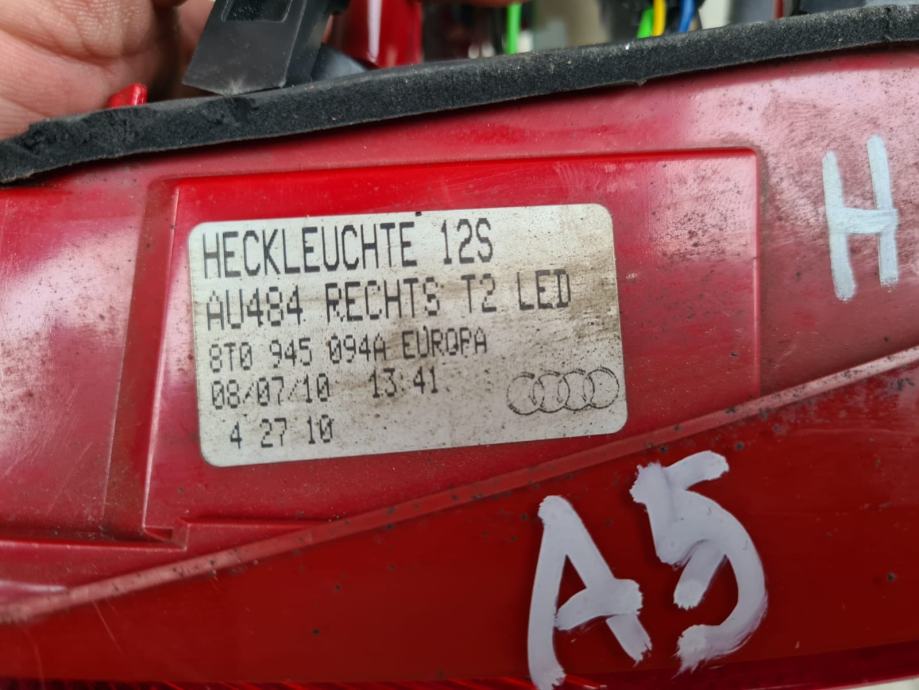 HECKLEUCHTE 12S
AU484 RECHTS T2 LED
8T0 945 094A EUROPA
08/07/10 13:41
4 27 10
H
A5